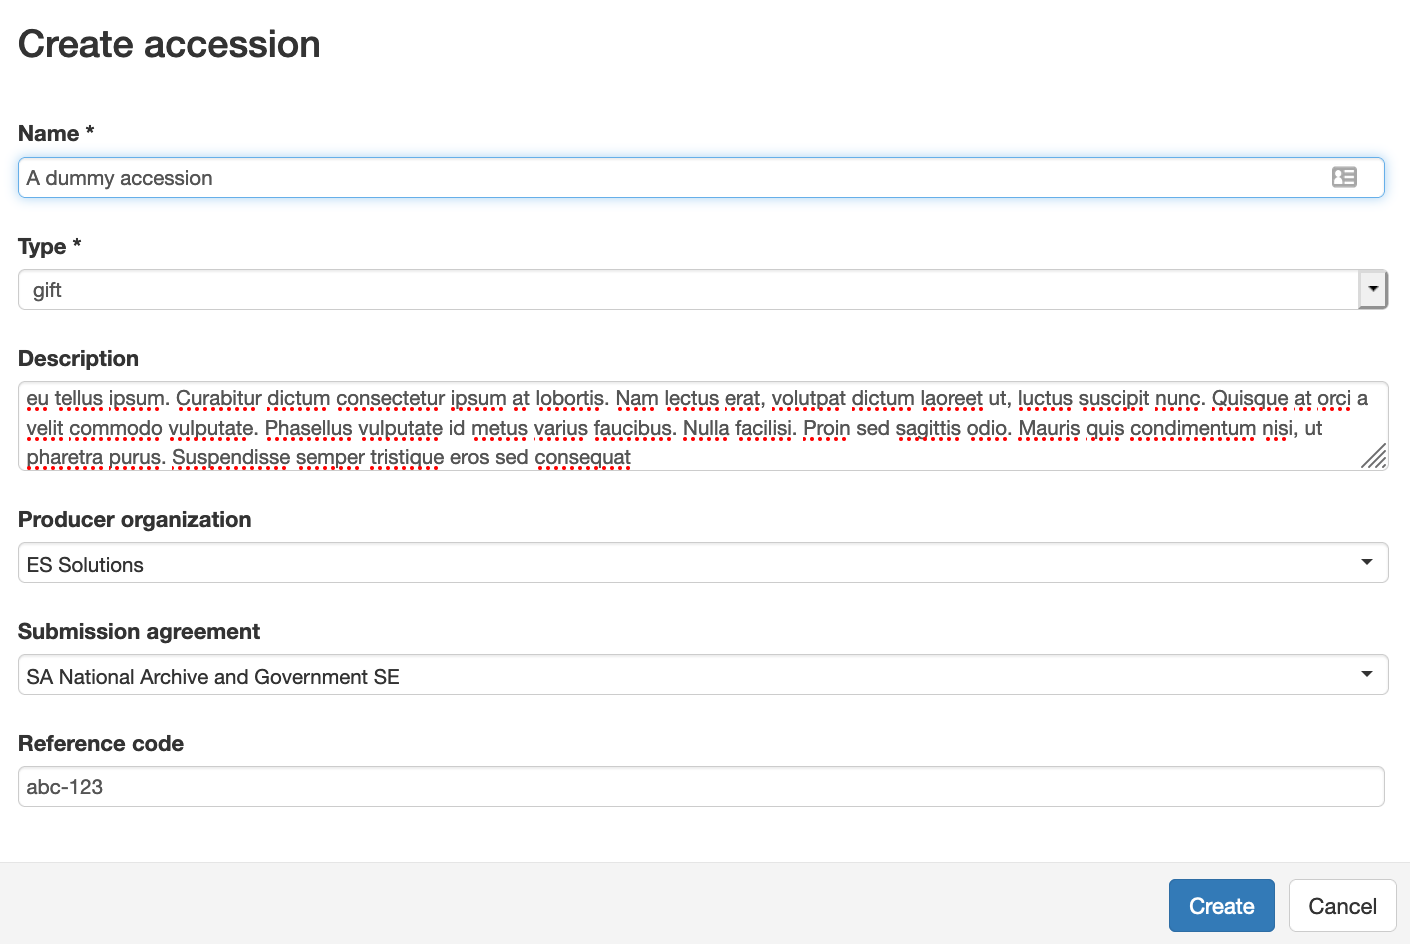 Create accession
Name *
A dummy accession
Type *
gift
Description
eu tellus ipsum. Curabitur dictum consectetur ipsum at lobortis. Nam lectus erat, volutpat dictum laoreet ut, luctus suscipit nunc. Quisque at orci a
velit commodo vulputate. Phasellus vulputate id metus varius faucibus. Nulla facilisi. Proin sed sagittis odio. Mauris quis condimentum nisi, ut
pharetra purus. Suspendisse semper tristique eros sed consequat
Producer organization
ES Solutions
Submission agreement
SA National Archive and Government SE
Reference code
abc-123
Create
Cancel